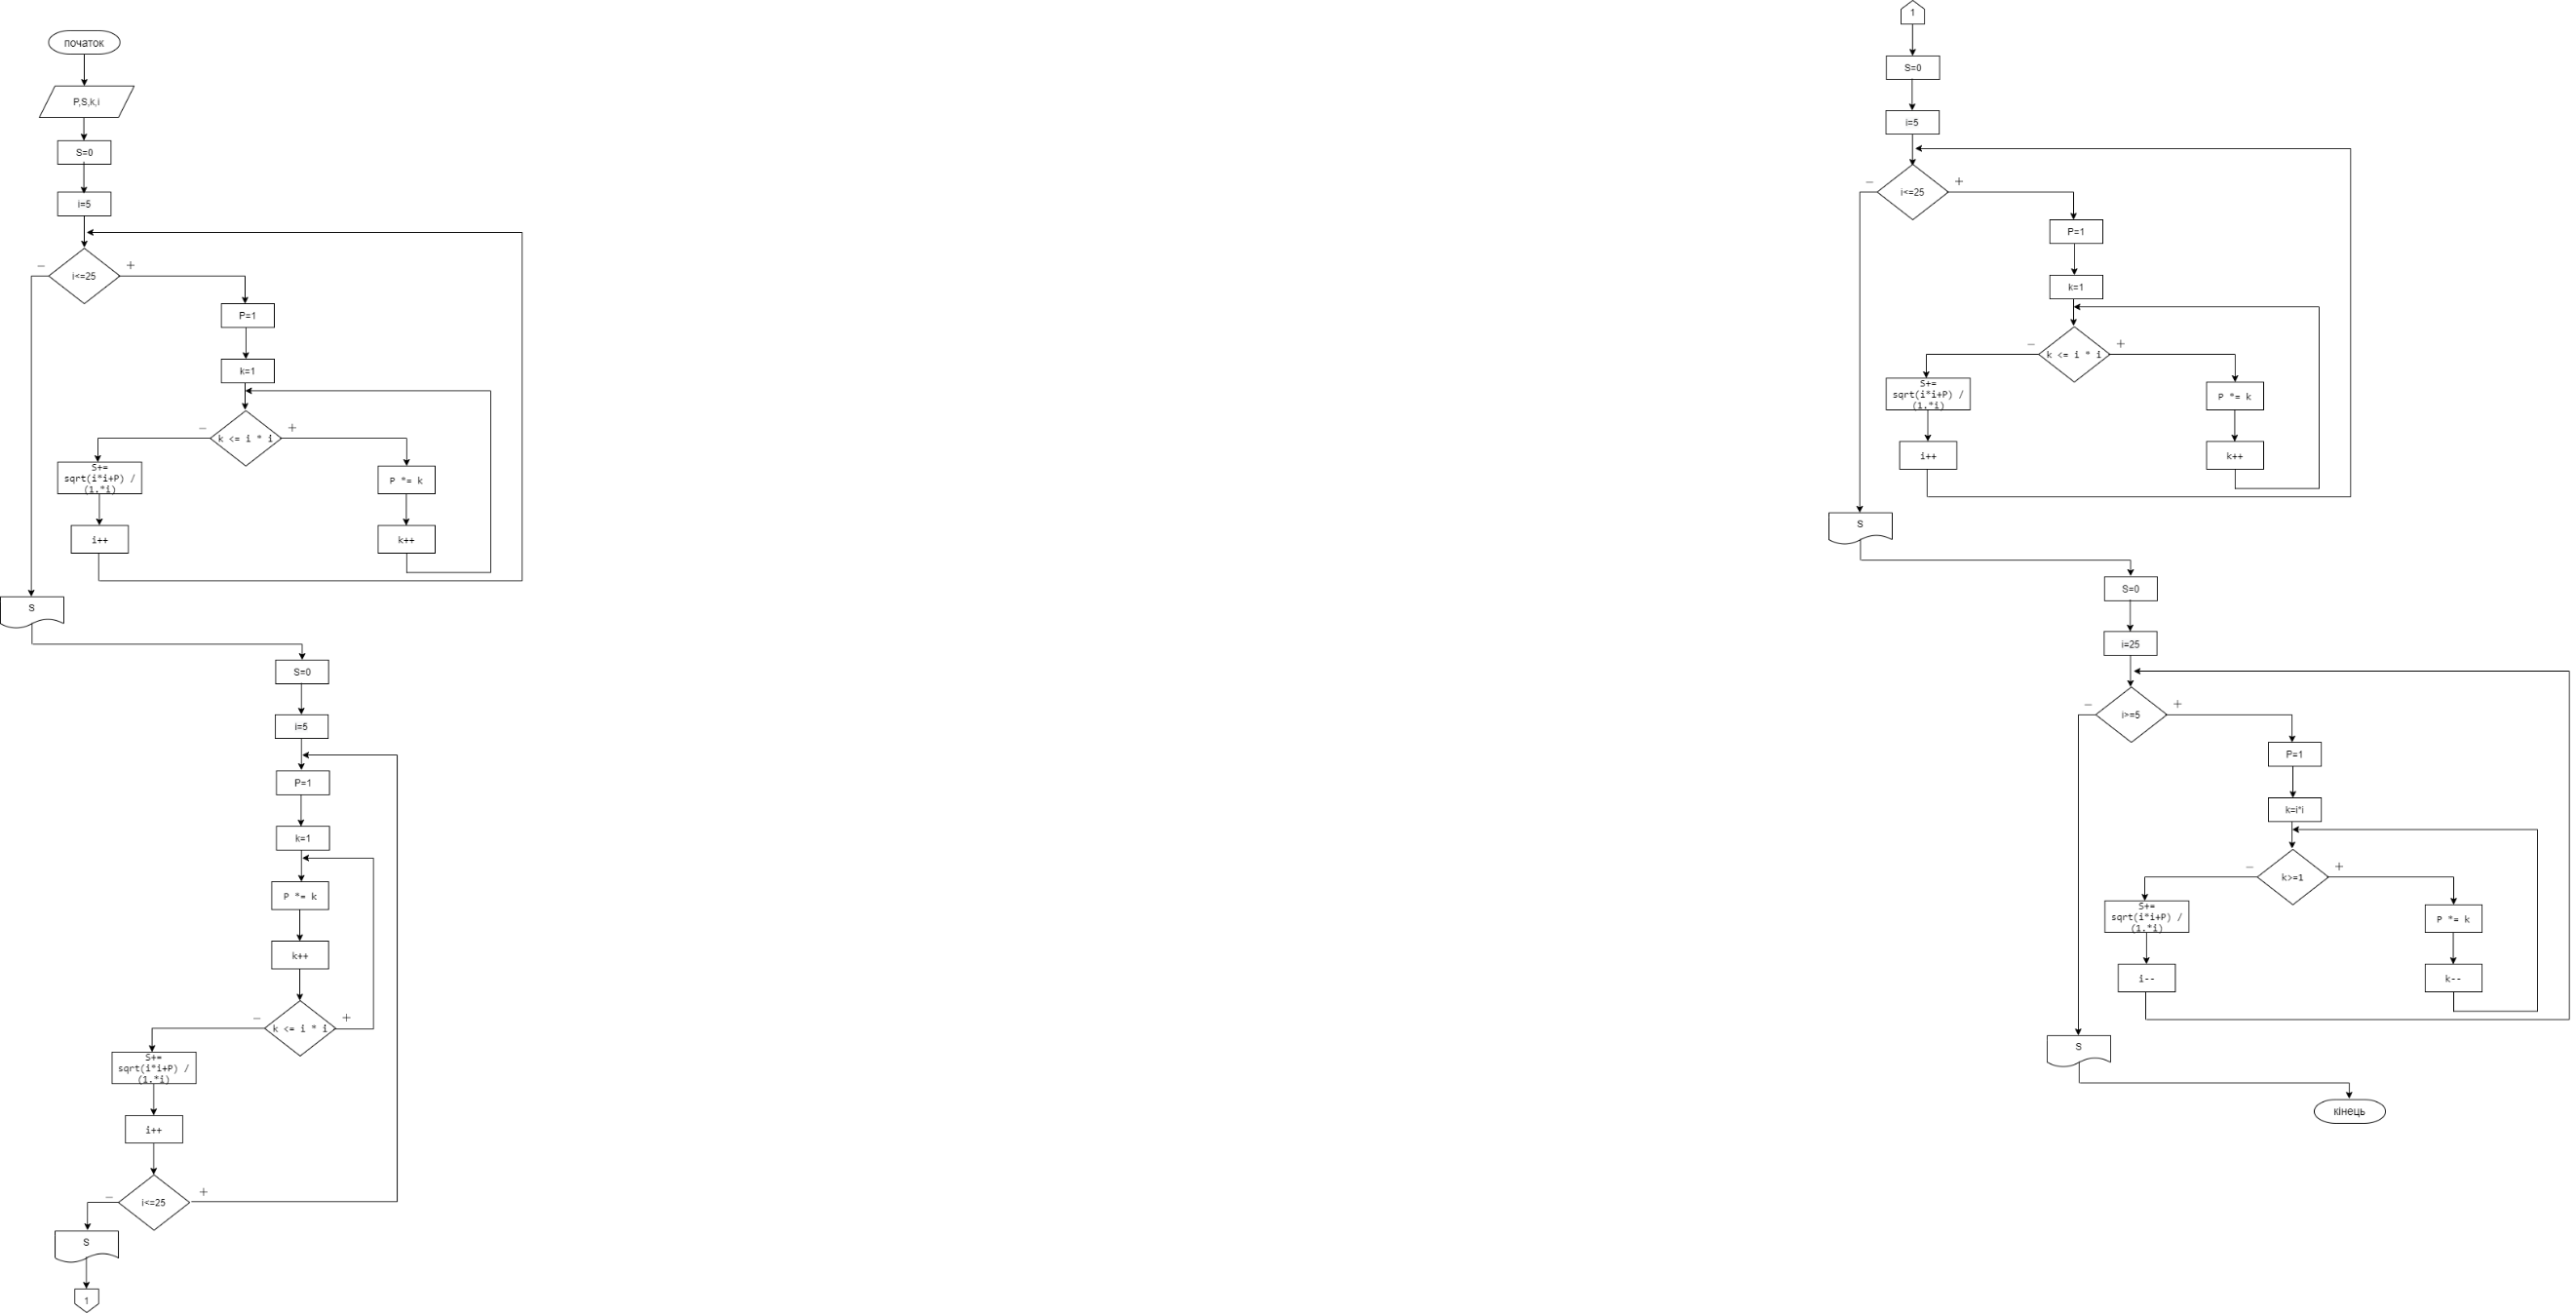 початок
P,S,k,i
S=0
i=5
i<=25
−
+
P=1
k=1
k <= i * i
−
+
S+=
sqrt(i*i+P) /
(1.*i)
i++
P *= k
k++
S
S=0
i=5
P=1
k=1
P *= k
k++
k <= i * i
−
+
S+=
sqrt(i*i+P) /
(1.*i)
i++
i<=25
−
+
S
1
1
S=0
i=5
i<=25
−
+
P=1
k=1
k <= i * i
−
+
S+=
sqrt(i*i+P) /
(1.*i)
i++
P *= k
k++
S
S=0
i=25
i>=5
−
+
P=1
k=i*i
k>=1
−
+
S+=
sqrt(i*i+P) /
(1.*i)
i--
P *= k
k--
S
кінець